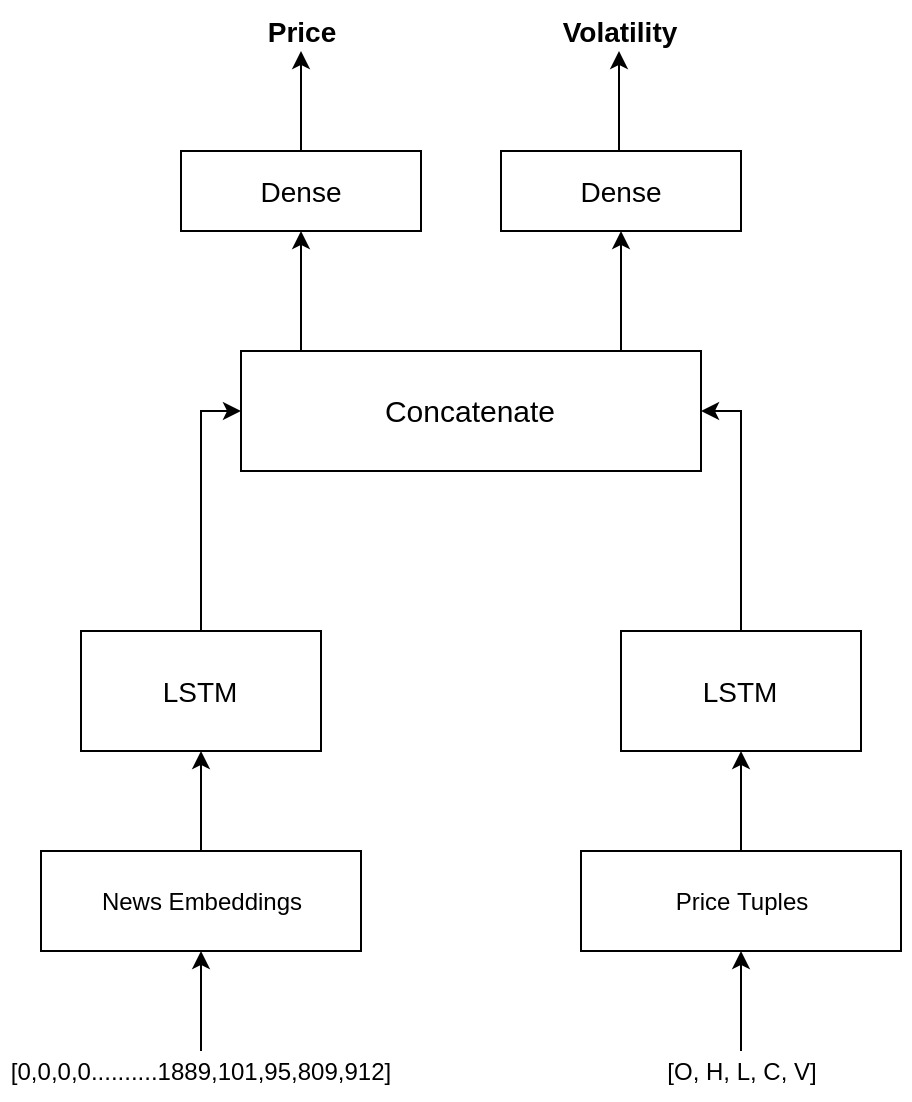 Price
Volatility
Dense
Dense
Concatenate
LSTM
LSTM
News Embeddings
Price Tuples
[0,0,0,0..........1889,101,95,809,912]
[O, H, L, C, V]